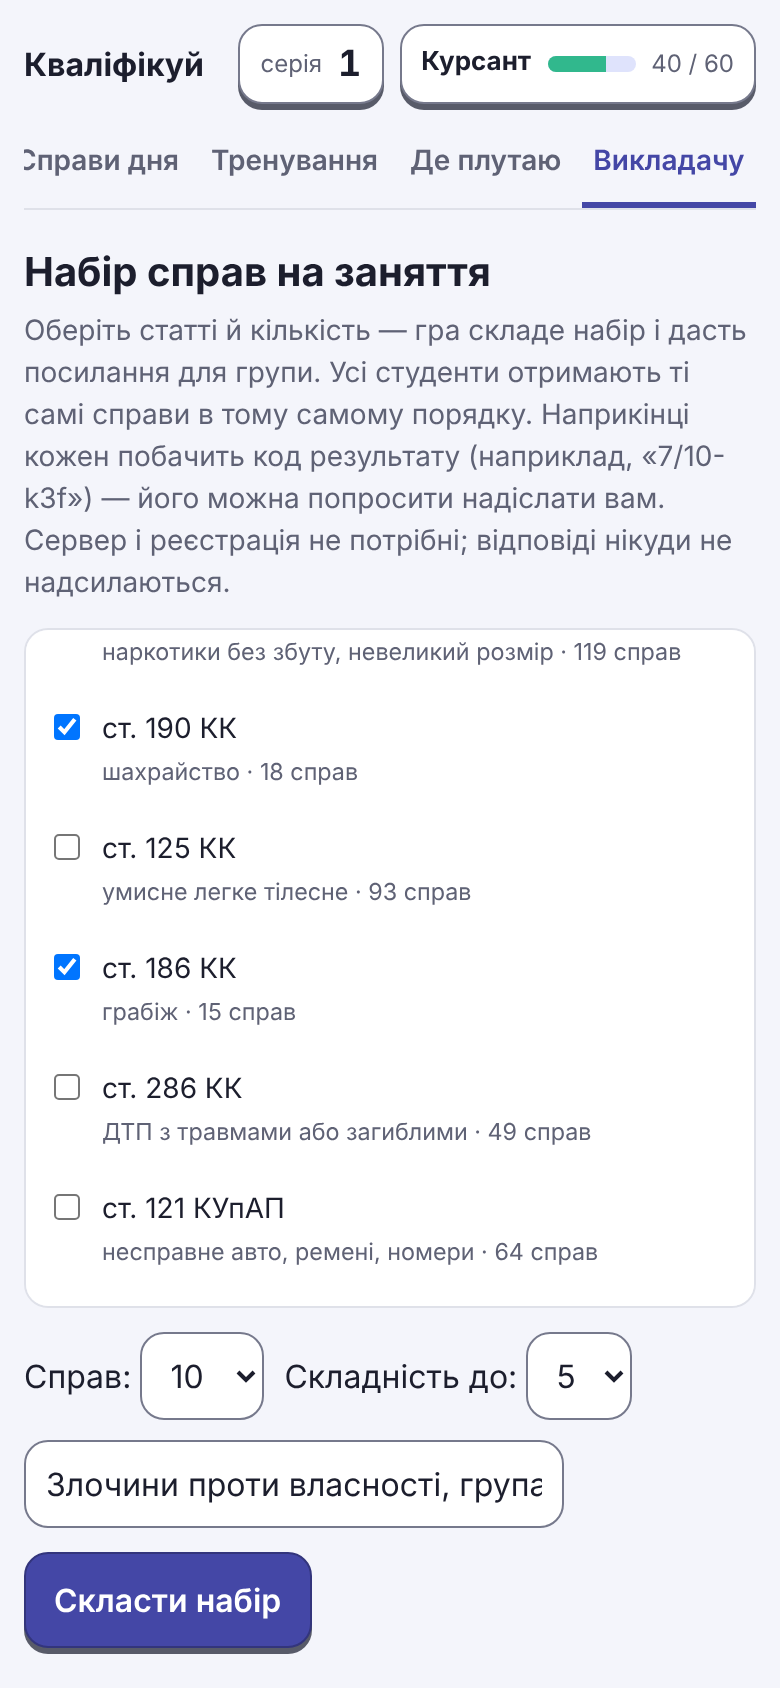 Кваліфікуй
серія 1
Курсант 40 / 60
Справи дня Тренування Де плутаю Викладачу
Набір справ на заняття
Оберіть статті й кількість — гра складе набір і дасть
посилання для групи. Усі студенти отримають ті
самі справи в тому самому порядку. Наприкінці
кожен побачить код результату (наприклад, «7/10-
k3f») — його можна попросити надіслати вам.
Сервер і реєстрація не потрібні; відповіді нікуди не
надсилаються.
наркотики без збуту, невеликий розмір · 119 справ
ст. 190 КК
шахрайство · 18 справ
ст. 125 КК
умисне легке тілесне · 93 справ
ст. 186 КК
грабіж · 15 справ
ст. 286 КК
ДТП з травмами або загиблими · 49 справ
ст. 121 КУпАП
несправне авто, ремені, номери · 64 справ
Справ: 10 Складність до: 5
Злочини проти власності, група
Скласти набір